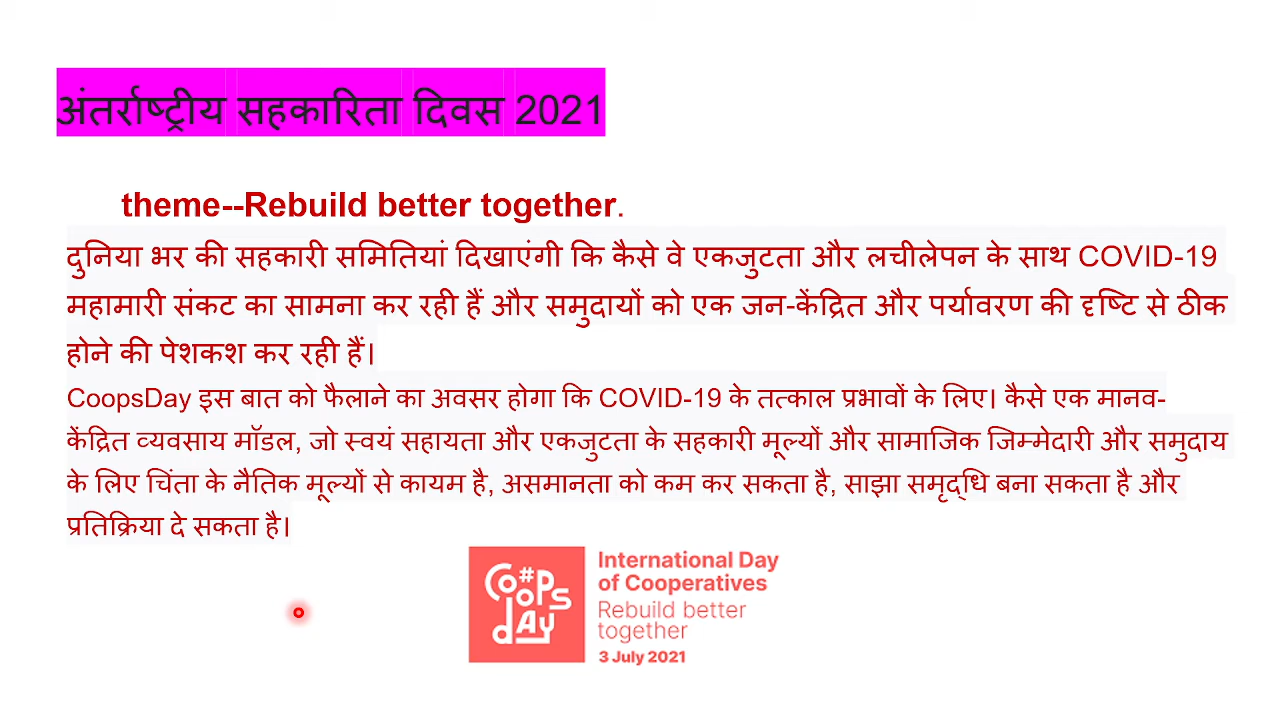 अंतर्राष्ट्रीय सहकारिता दिवस 2021
theme--Rebuild better together.
दुनिया भर की सहकारी समितियां दिखाएंगी कि कैसे वे एकजुटता और लचीलेपन के साथ COVID-19
महामारी संकट का सामना कर रही हैं और समुदायों को एक जन-केंद्रित और पर्यावरण की दृष्टि से ठीक
होने की पेशकश कर रही हैं।
CoopsDay इस बात को फैलाने का अवसर होगा कि COVID-19 के तत्काल प्रभावों के लिए। कैसे एक मानव-
केंद्रित व्यवसाय मॉडल, जो स्वयं सहायता और एकजुटता के सहकारी मूल्यों और सामाजिक जिम्मेदारी और समुदाय
के लिए चिंता के नैतिक मूल्यों से कायम है, असमानता को कम कर सकता है, साझा समृद्धि बना सकता है और
प्रतिक्रिया दे सकता है।
#CoopsdAy
International Day
of Cooperatives
Rebuild better
together
3 July 2021